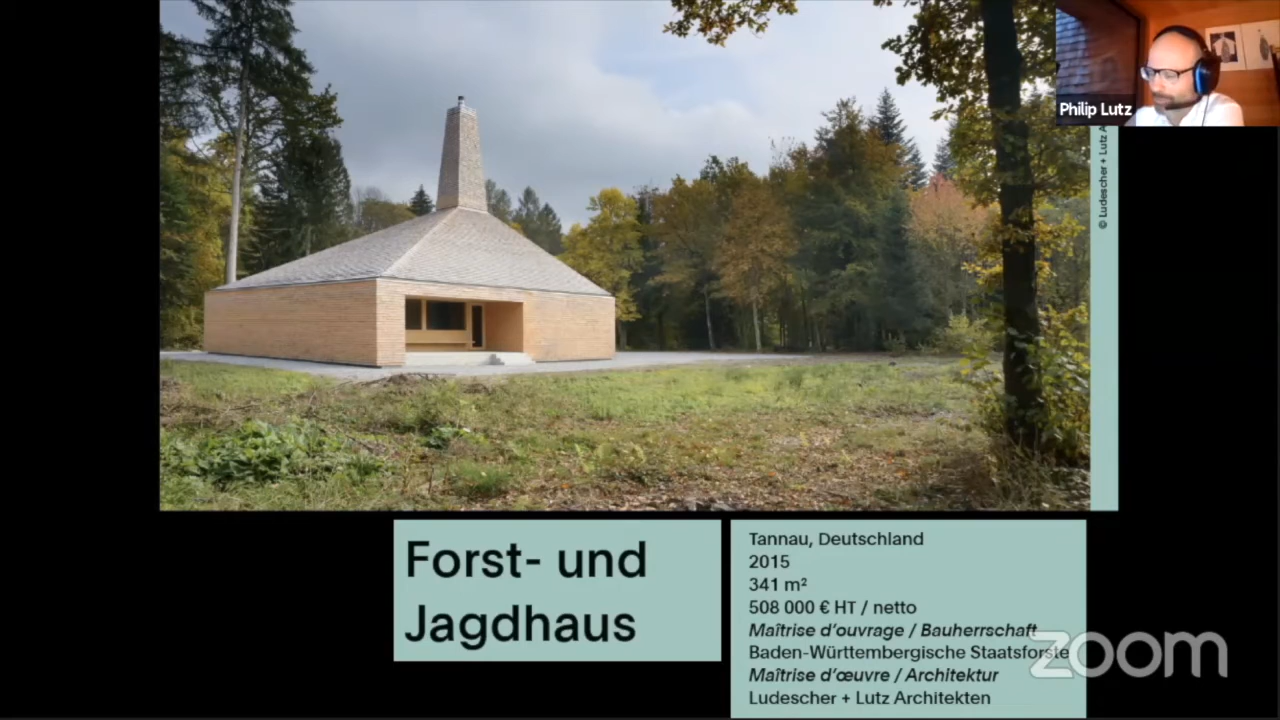 Philip Lutz
© Ludescher + Lutz
Forst- und
Jagdhaus
Tannau, Deutschland
2015
341 m²
508 000 € HT / netto
Maîtrise d'ouvrage / Bauherrschaft
Baden-Württembergische Staatsforste
Maîtrise d'œuvre / Architektur
Ludescher + Lutz Architekten
zoom